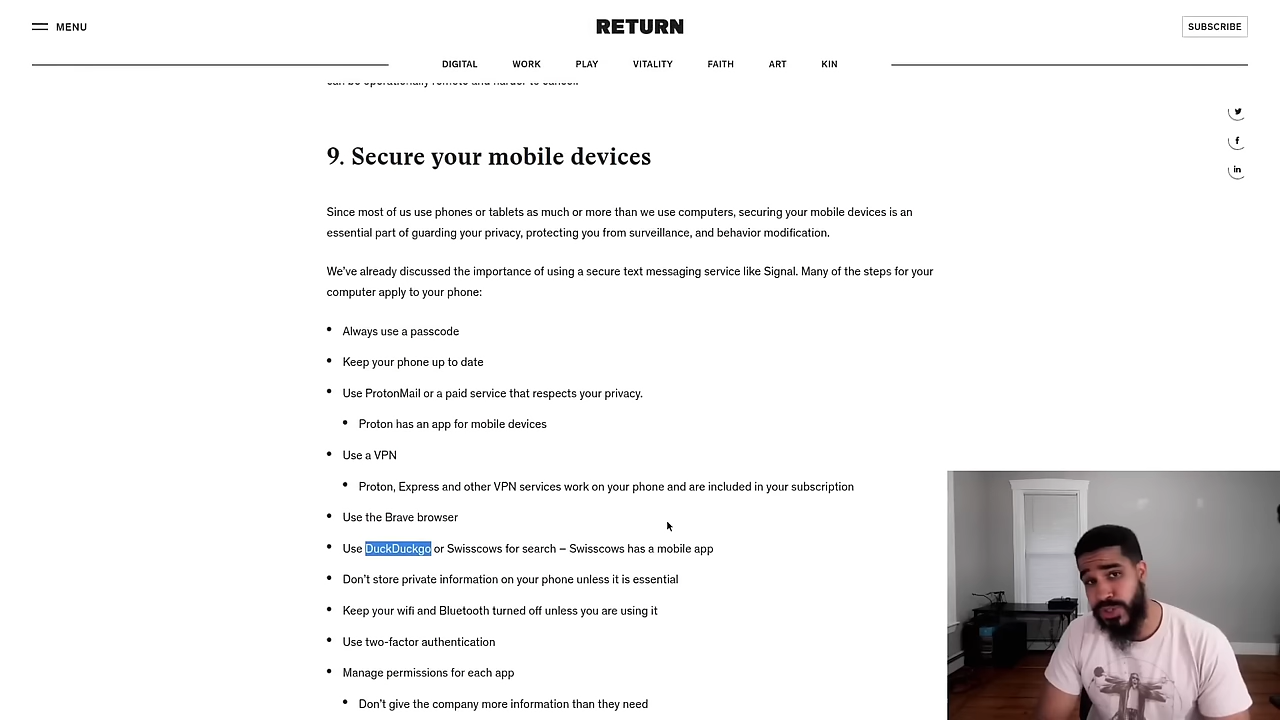 MENU
RETURN
SUBSCRIBE
DIGITAL
WORK
PLAY
VITALITY
FAITH
ART
KIN
can be operationally remote and harder to cancel.
9. Secure your mobile devices
Since most of us use phones or tablets as much or more than we use computers, securing your mobile devices is an
essential part of guarding your privacy, protecting you from surveillance, and behavior modification.
We've already discussed the importance of using a secure text messaging service like Signal. Many of the steps for your
computer apply to your phone:
Always use a passcode
Keep your phone up to date
Use ProtonMail or a paid service that respects your privacy.
Proton has an app for mobile devices
Use a VPN
Proton, Express and other VPN services work on your phone and are included in your subscription
Use the Brave browser
Use DuckDuckgo or Swisscows for search – Swisscows has a mobile app
Don't store private information on your phone unless it is essential
Keep your wifi and Bluetooth turned off unless you are using it
Use two-factor authentication
Manage permissions for each app
Don't give the company more information than they need